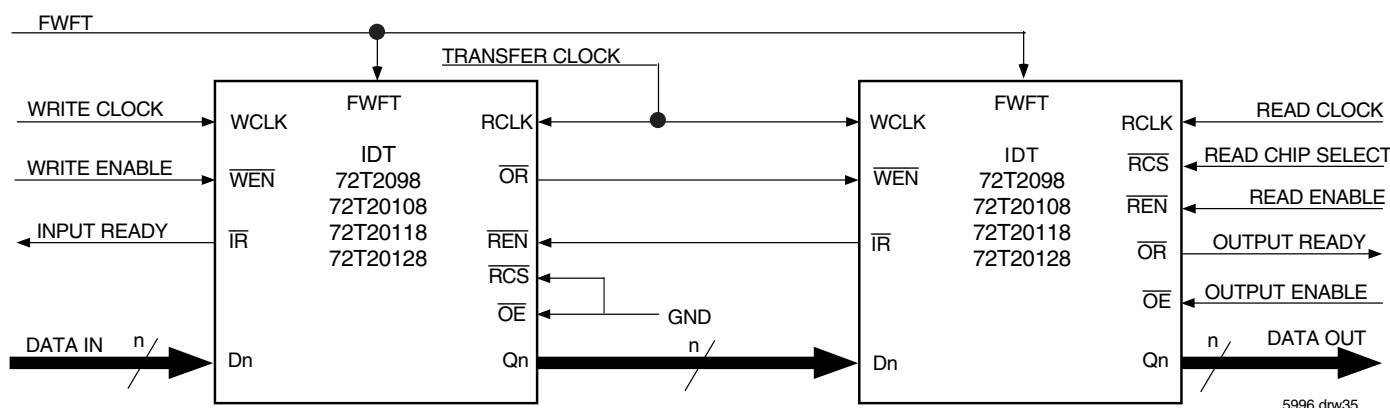 FWFT
TRANSFER CLOCK
WRITE CLOCK
WRITE ENABLE
INPUT READY
DATA IN
n
FWFT
WCLK
RCLK
IDT
72T2098
72T20108
72T20118
72T20128
WEN
OR
IR
REN
RCS
OE
GND
Dn
Qn
n
FWFT
WCLK
RCLK
IDT
72T2098
72T20108
72T20118
72T20128
WEN
RCS
REN
IR
OR
OE
Dn
Qn
READ CLOCK
READ CHIP SELECT
READ ENABLE
OUTPUT READY
OUTPUT ENABLE
n
DATA OUT
5996 drw35